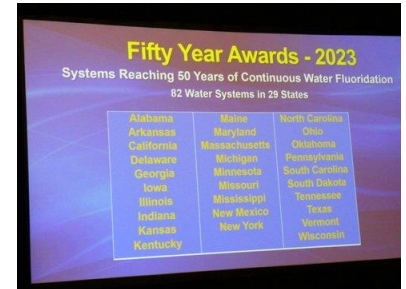 Fifty Year Awards - 2023
Systems Reaching 50 Years of Continuous Water Fluoridation
82 Water Systems in 29 States
Alabama
Arkansas
California
Delaware
Georgia
Iowa
Illinois
Indiana
Kansas
Kentucky
Maine
Maryland
Massachusetts
Michigan
Minnesota
Missouri
Mississippi
New Mexico
New York
North Carolina
Ohio
Oklahoma
Pennsylvania
South Carolina
South Dakota
Tennessee
Texas
Vermont
Wisconsin